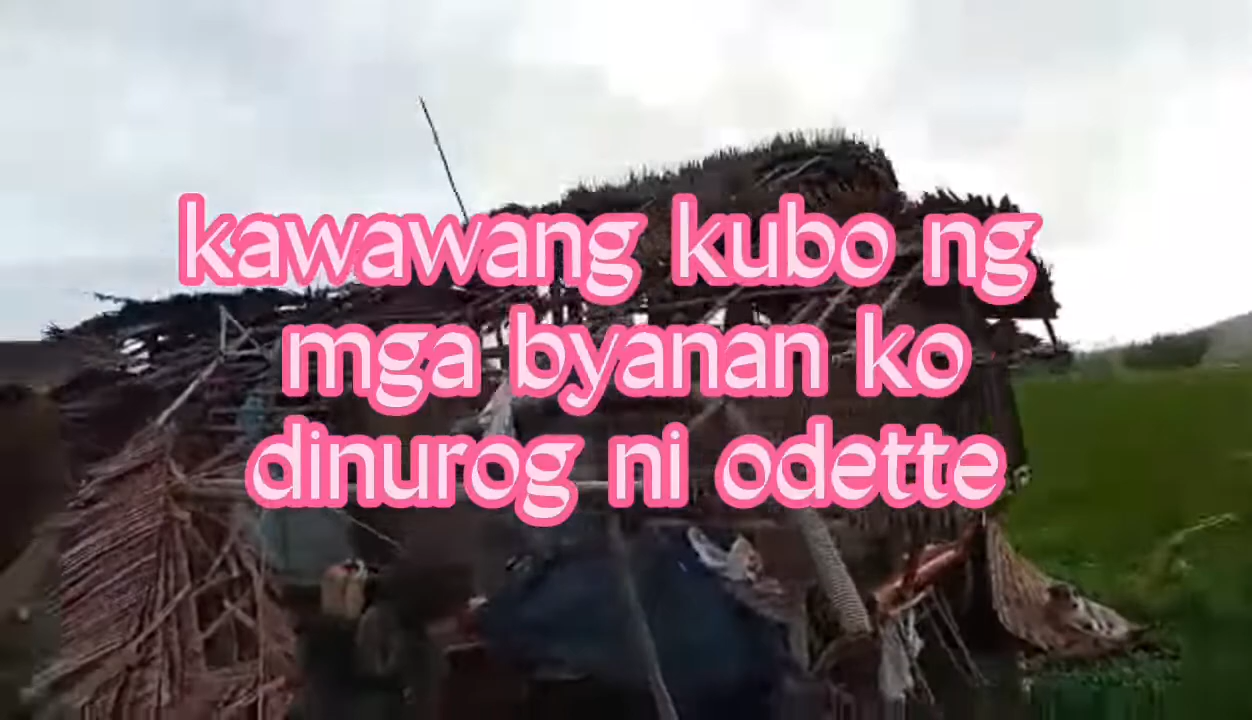 kawawang kubo ng
mga byanan ko
dinurog ni odette